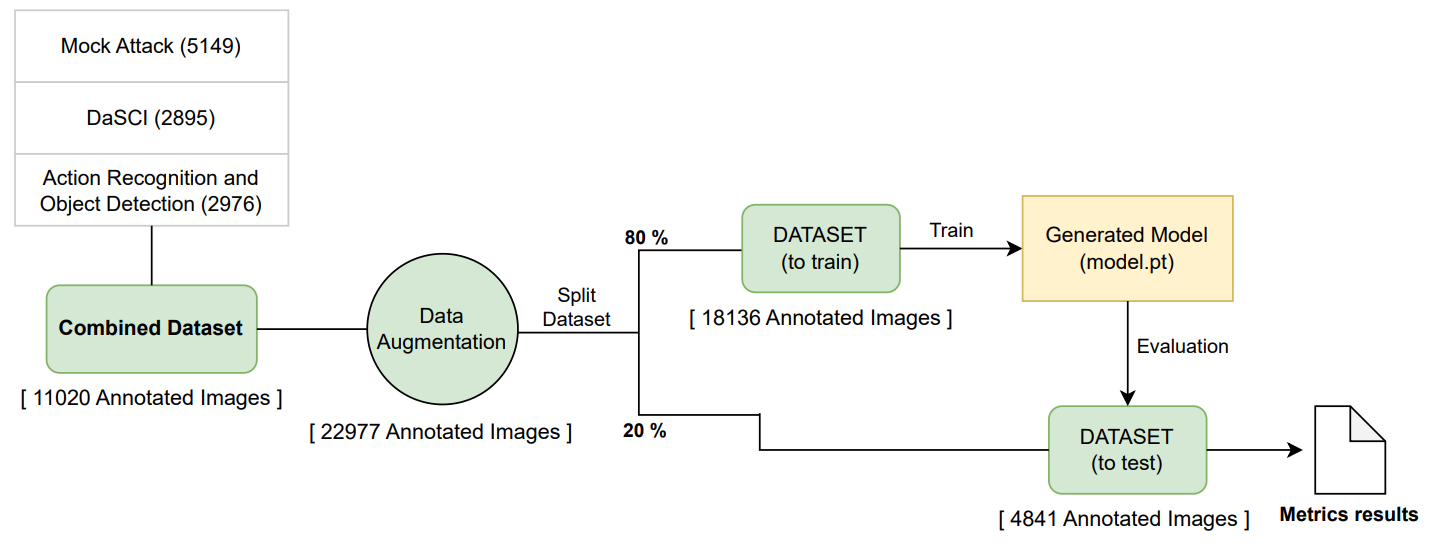 Mock Attack (5149)
DaSCI (2895)
Action Recognition and
Object Detection (2976)
Combined Dataset
[ 11020 Annotated Images ]
Data
Augmentation
[ 22977 Annotated Images ]
Split
Dataset
80 %
20 %
DATASET
(to train)
[ 18136 Annotated Images ]
Train
Generated Model
(model.pt)
Evaluation
DATASET
(to test)
[ 4841 Annotated Images ]
Metrics results